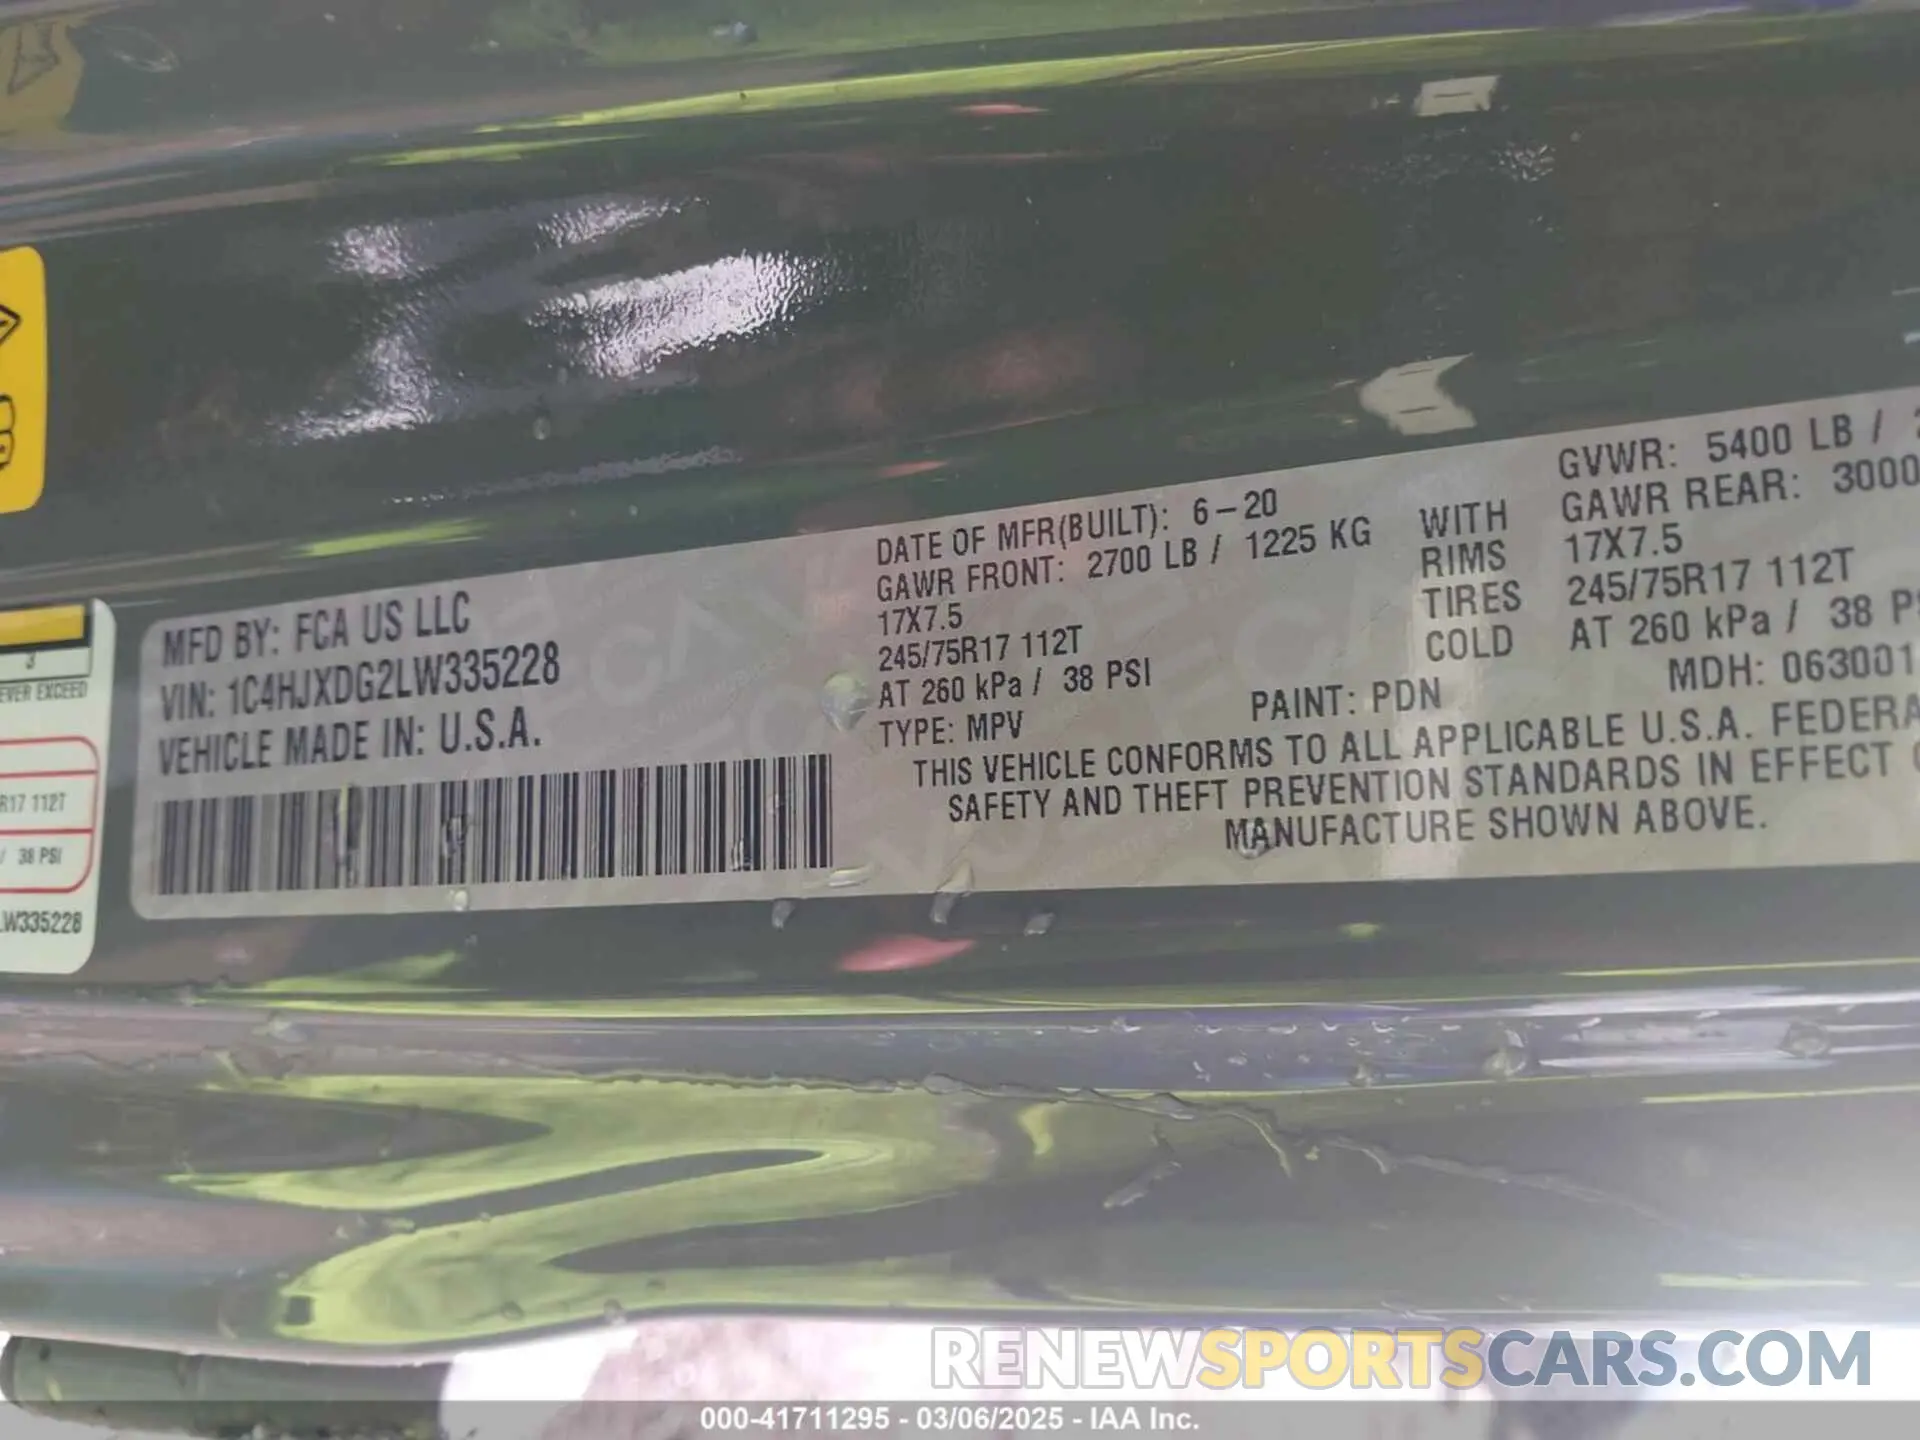 MFD BY: FCA US LLC
VIN: 1C4HJXDG2LW335228
VEHICLE MADE IN: U.S.A.
DATE OF MFR(BUILT): 6-20
GAWR FRONT: 2700 LB / 1225 KG
17X7.5
245/75R17 112T
AT 260 kPa / 38 PSI
TYPE: MPV
WITH
RIMS
TIRES
COLD
GVWR: 5400 LB /
GAWR REAR: 3000
17X7.5
245/75R17 112T
AT 260 kPa / 38
PAINT: PDN
MDH: 063001
THIS VEHICLE CONFORMS TO ALL APPLICABLE U.S.A. FEDERA
SAFETY AND THEFT PREVENTION STANDARDS IN EFFECT
MANUFACTURE SHOWN ABOVE.
3
EVER EXCEED
R17 112T
/ 38 PSI
LW335228
RENEWSPORTSCARS.COM
000-41711295 - 03/06/2025 - IAA Inc.